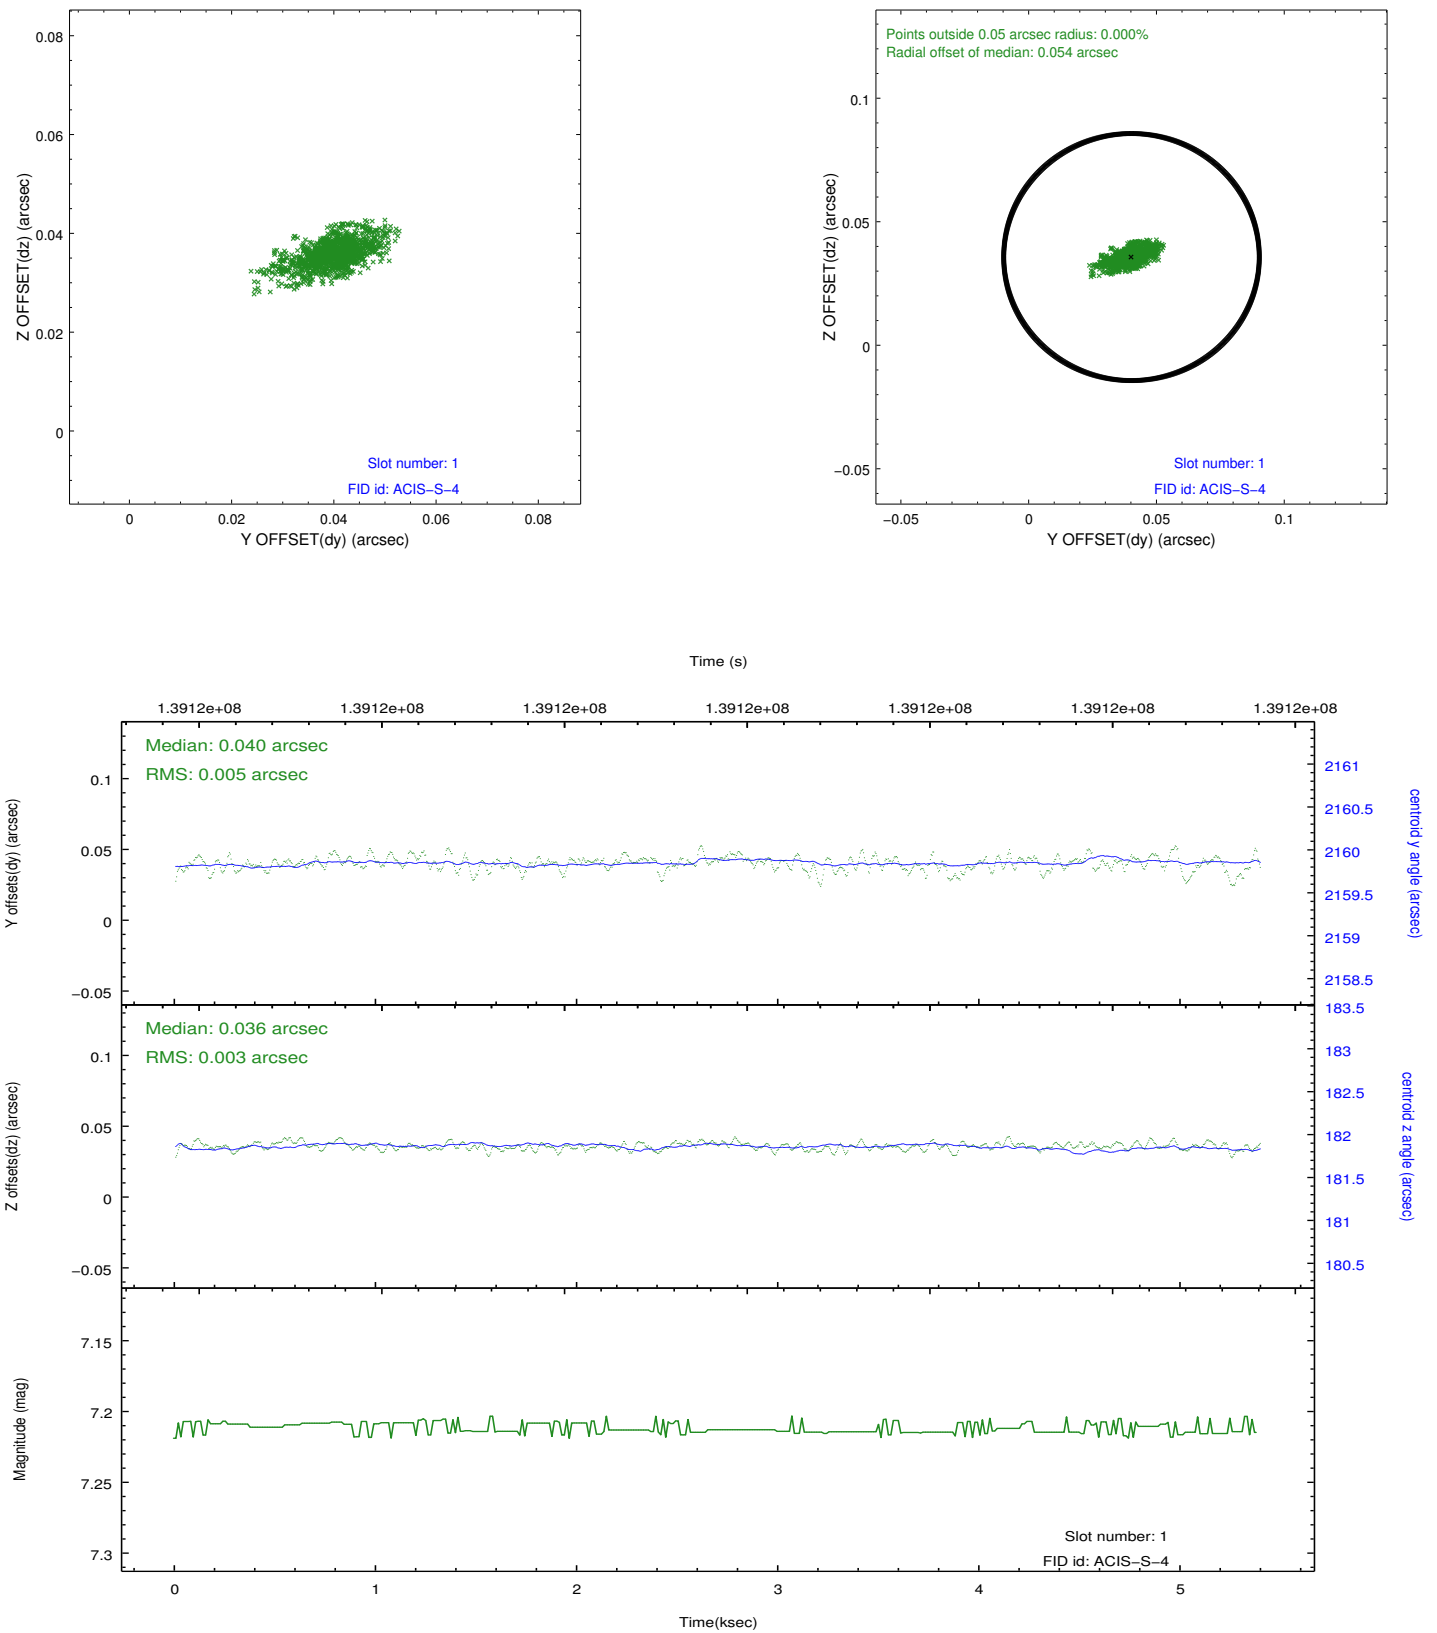 0.08
0.06
0.04
0.02
0
Z OFFSET(dz) (arcsec)
Slot number: 1
FID id: ACIS−S−4
0 0.02 0.04 0.06 0.08
Y OFFSET(dy) (arcsec)
Points outside 0.05 arcsec radius: 0.000%
Radial offset of median: 0.054 arcsec
0.1
0.05
0
−0.05
Z OFFSET(dz) (arcsec)
Slot number: 1
FID id: ACIS−S−4
−0.05 0 0.05 0.1
Y OFFSET(dy) (arcsec)
Time (s)
1.3912e+08 1.3912e+08 1.3912e+08 1.3912e+08 1.3912e+08 1.3912e+08 1.3912e+08
Median: 0.040 arcsec
RMS: 0.005 arcsec
0.1
0.05
0
−0.05
Y offsets(dy) (arcsec)
2161
2160.5
2160
2159.5
2159
2158.5
centroid y angle (arcsec)
Median: 0.036 arcsec
RMS: 0.003 arcsec
0.1
0.05
0
−0.05
Z offsets(dz) (arcsec)
183.5
183
182.5
182
181.5
181
180.5
centroid z angle (arcsec)
7.15
7.2
7.25
7.3
Magnitude (mag)
Slot number: 1
FID id: ACIS−S−4
0 1 2 3 4 5
Time(ksec)